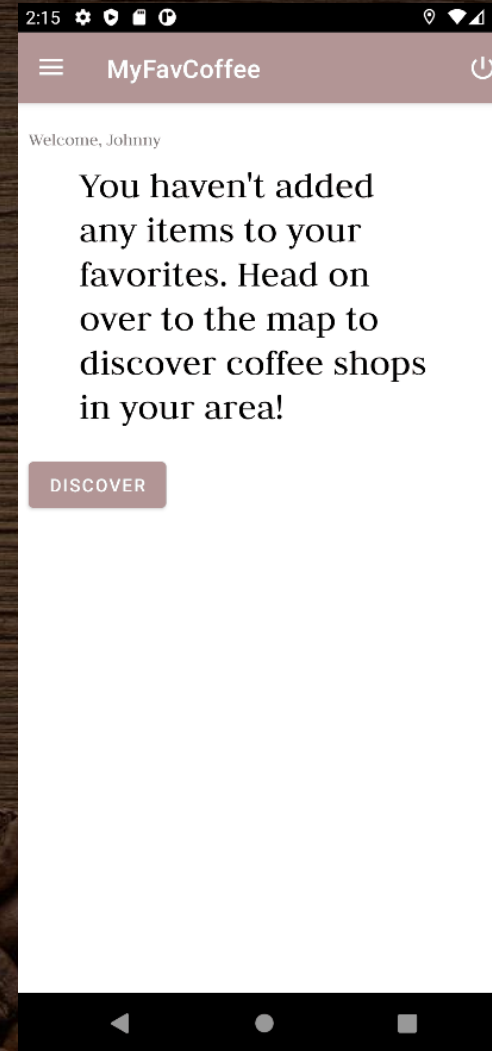 2:15
MyFavCoffee
Welcome, Johnny
You haven't added
any items to your
favorites. Head on
over to the map to
discover coffee shops
in your area!
DISCOVER